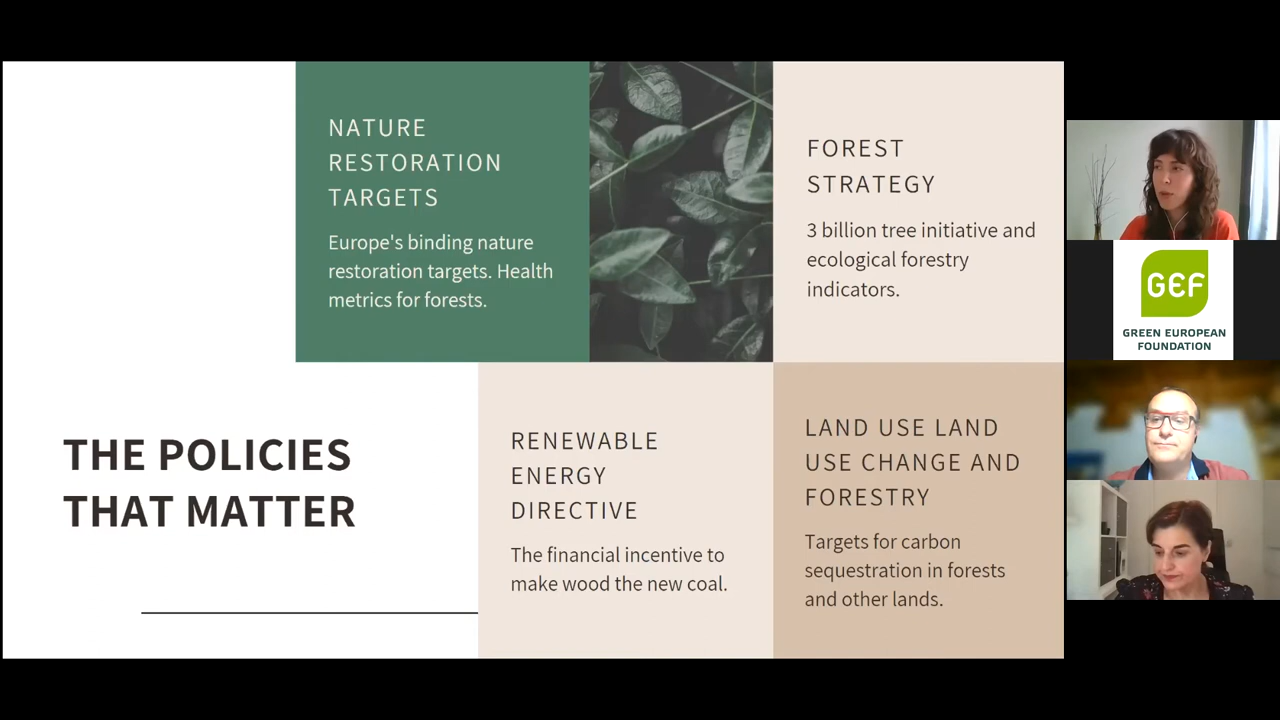 NATURE
RESTORATION
TARGETS
Europe's binding nature
restoration targets. Health
metrics for forests.
FOREST
STRATEGY
3 billion tree initiative and
ecological forestry
indicators.
THE POLICIES
THAT MATTER
RENEWABLE
ENERGY
DIRECTIVE
The financial incentive to
make wood the new coal.
LAND USE LAND
USE CHANGE AND
FORESTRY
Targets for carbon
sequestration in forests
and other lands.
GEF
GREEN EUROPEAN
FOUNDATION